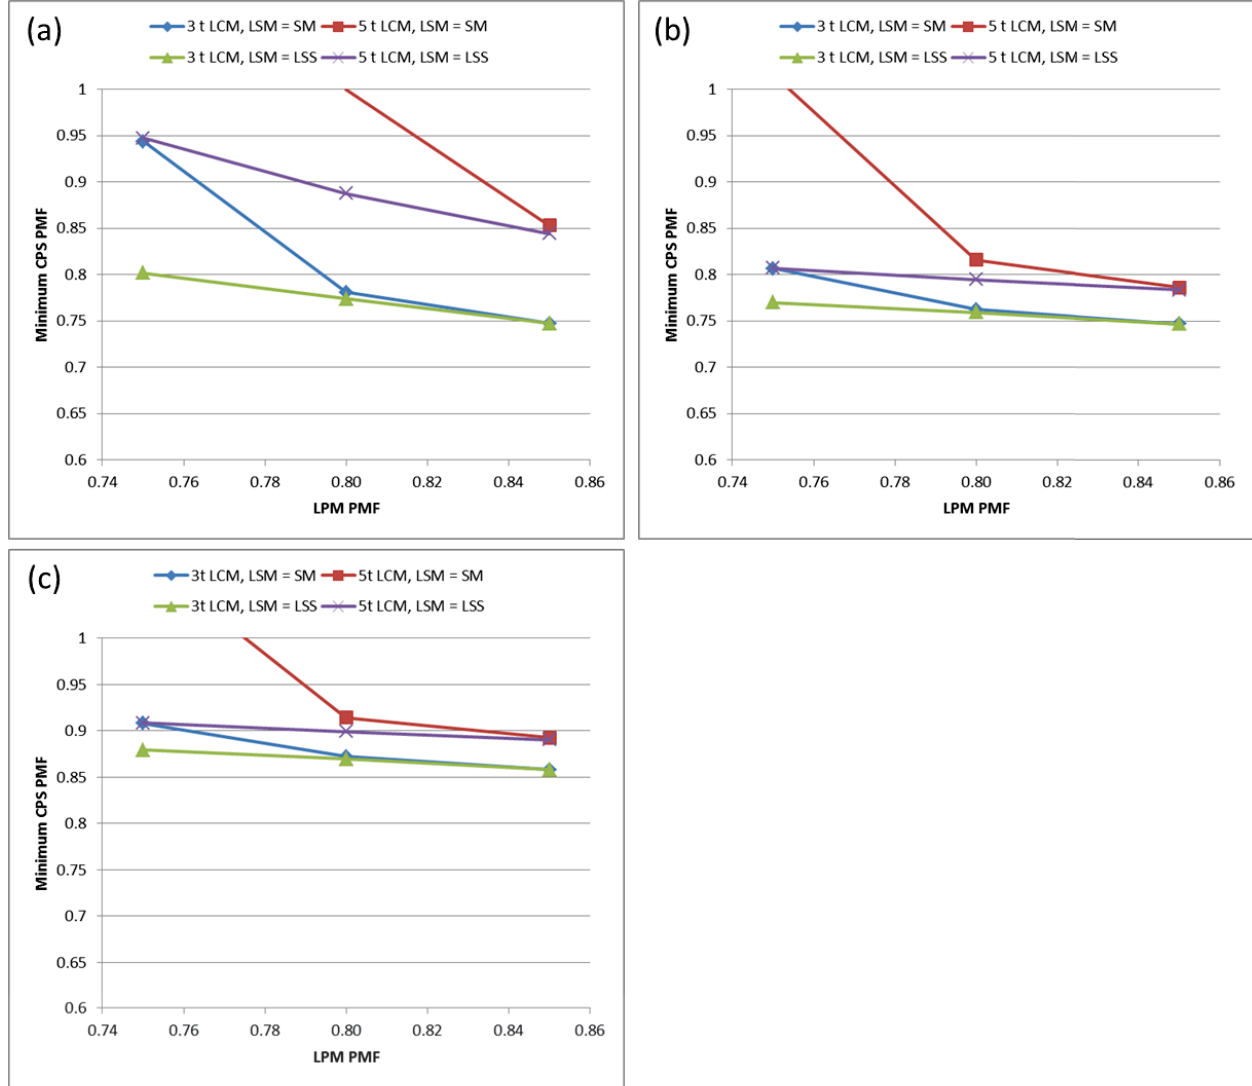 (a)
3 t LCM, LSM = SM 5 t LCM, LSM = SM
3 t LCM, LSM = LSS 5 t LCM, LSM = LSS
1
0.95
0.9
0.85
0.8
0.75
0.7
0.65
0.6
Minimum CPS PMF
0.74 0.76 0.78 0.80 0.82 0.84 0.86
LPM PMF
(b)
3 t LCM, LSM = SM 5 t LCM, LSM = SM
3 t LCM, LSM = LSS 5 t LCM, LSM = LSS
1
0.95
0.9
0.85
0.8
0.75
0.7
0.65
0.6
Minimum CPS PMF
0.74 0.76 0.78 0.80 0.82 0.84 0.86
LPM PMF
(c)
3t LCM, LSM = SM 5t LCM, LSM = SM
3t LCM, LSM = LSS 5t LCM, LSM = LSS
1
0.95
0.9
0.85
0.8
0.75
0.7
0.65
0.6
Minimum CPS PMF
0.74 0.76 0.78 0.80 0.82 0.84 0.86
LPM PMF